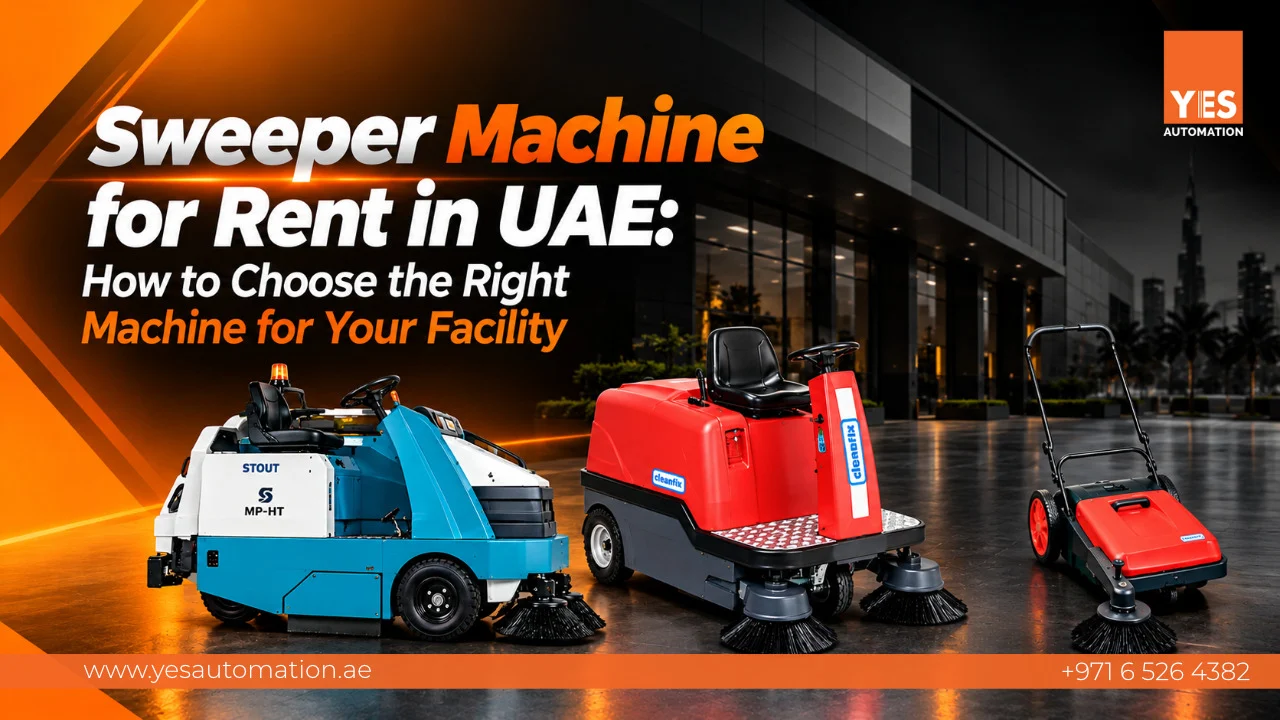 Sweeper Machine
for Rent in UAE:
How to Choose the Right
Machine for Your Facility
YES
AUTOMATION
STOUT
MP-HT
cleanfix
cleanfix
www.yesautomation.ae
+971 6 526 4382